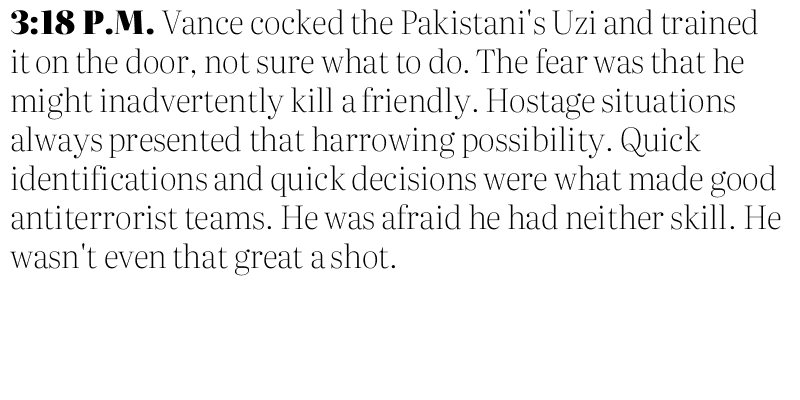 3:18 P.M. Vance cocked the Pakistani's Uzi and trained
it on the door, not sure what to do. The fear was that he
might inadvertently kill a friendly. Hostage situations
always presented that harrowing possibility. Quick
identifications and quick decisions were what made good
antiterrorist teams. He was afraid he had neither skill. He
wasn't even that great a shot.